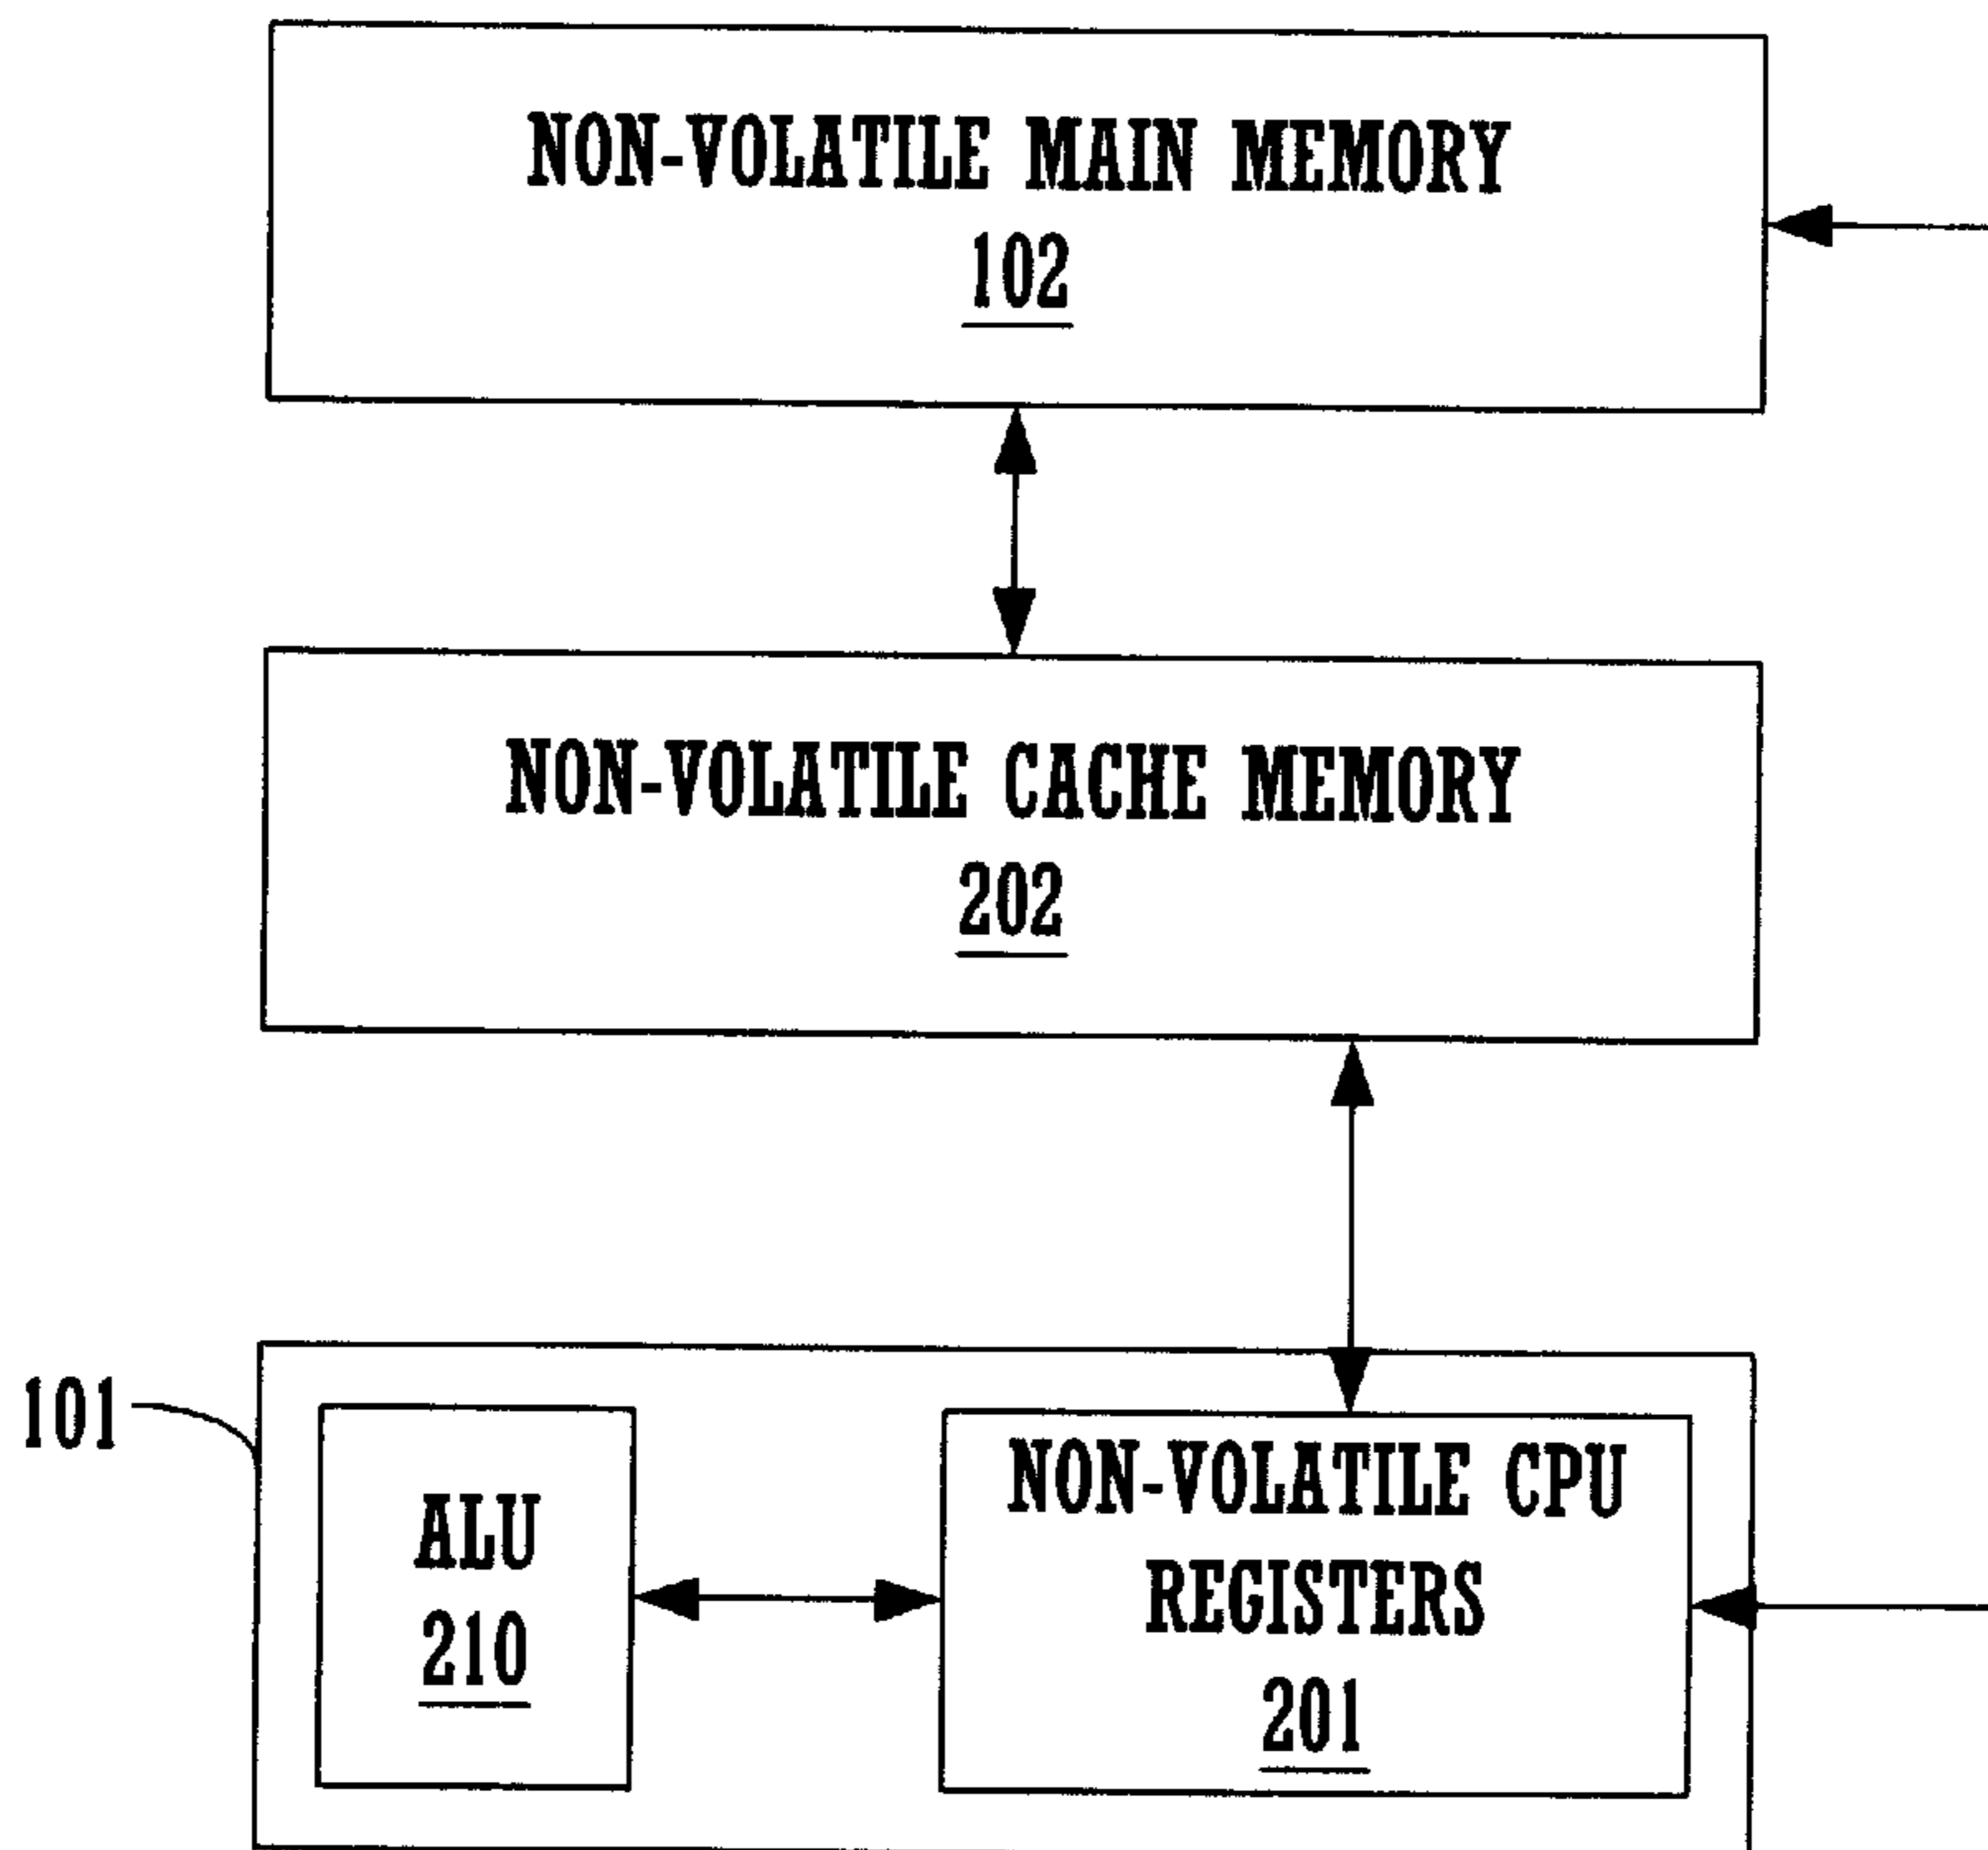 NON-VOLATILE MAIN MEMORY
102
NON-VOLATILE CACHE MEMORY
202
101
ALU
210
NON-VOLATILE CPU
REGISTERS
201